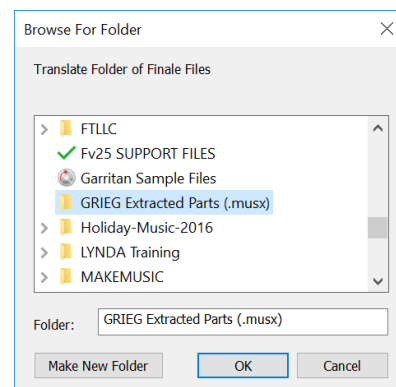 Browse For Folder
Translate Folder of Finale Files
FTLLC
Fv25 SUPPORT FILES
Garritan Sample Files
GRIEG Extracted Parts (.musx)
Holiday-Music-2016
LYNDA Training
MAKEMUSIC
Folder: GRIEG Extracted Parts (.musx)
Make New Folder OK Cancel